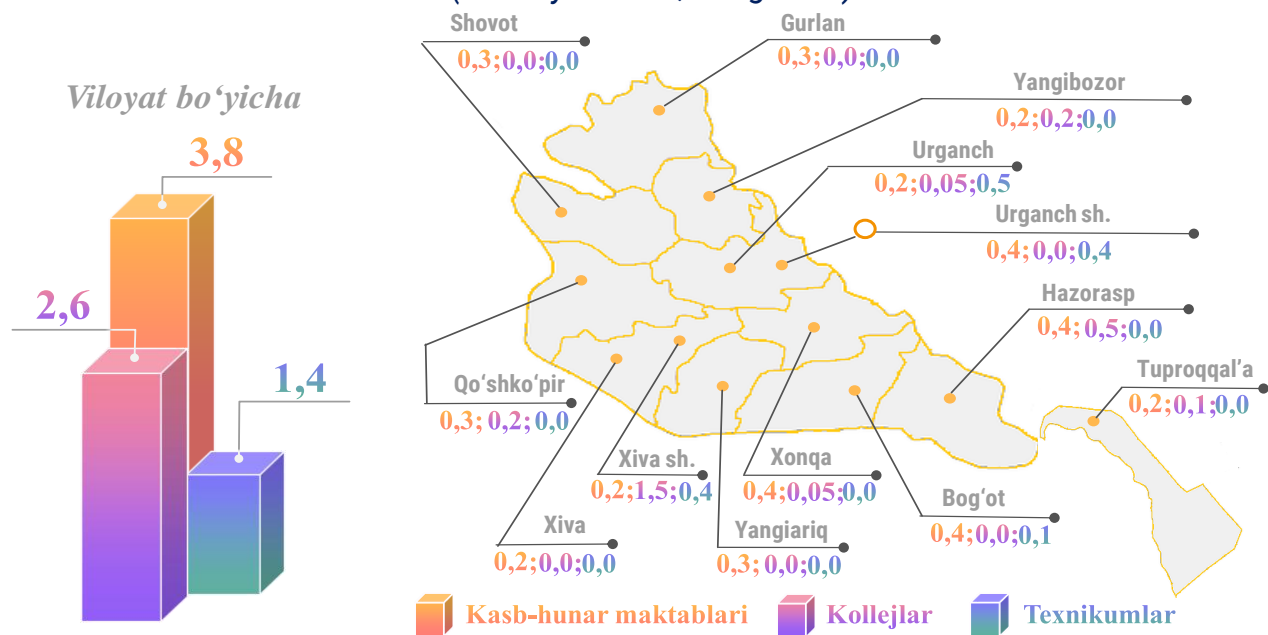 Shovot
0,3;0,0;0,0
Gurlan
0,3;0,0;0,0
Viloyat bo‘yicha
3,8
2,6
1,4
Yangibozor
0,2;0,2;0,0
Urganch
0,2;0,05;0,5
Urganch sh.
0,4;0,0;0,4
Hazorasp
0,4;0,5;0,0
Tuproqqal’a
0,2;0,1;0,0
Qo‘shko‘pir
0,3; 0,2; 0,0
Xiva sh.
0,2;1,5;0,4
Xonqa
0,4;0,05;0,0
Bog‘ot
0,4;0,0;0,1
Xiva
0,2;0,0;0,0
Yangiariq
0,3; 0,0; 0,0
Kasb-hunar maktablari
Kollejlar
Texnikumlar